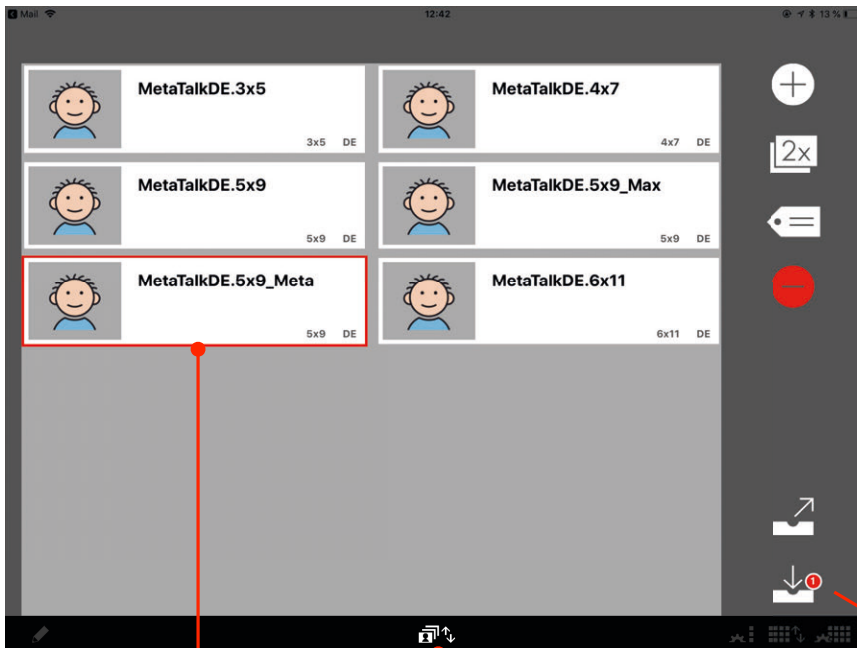 Mail
12:42
13 %
MetaTalkDE.3x5
3x5 DE
MetaTalkDE.4x7
4x7 DE
2x
MetaTalkDE.5x9
5x9 DE
MetaTalkDE.5x9_Max
5x9 DE
MetaTalkDE.5x9_Meta
5x9 DE
MetaTalkDE.6x11
6x11 DE
1